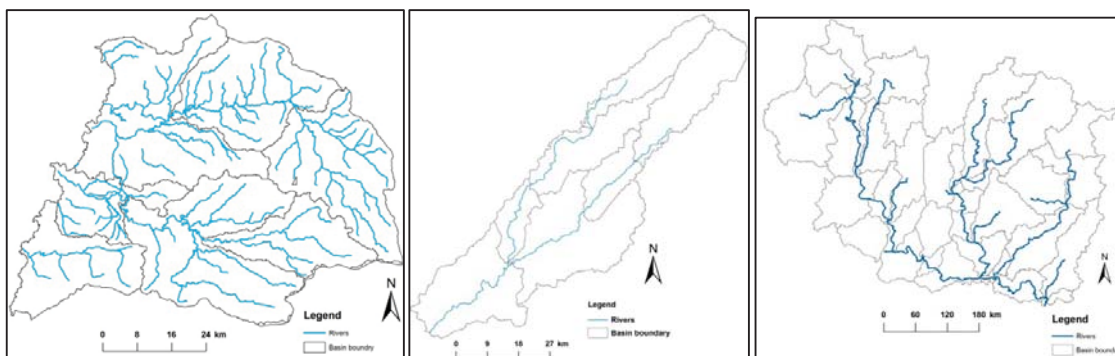 N
Legend
Rivers
Basin boundry
0 8 16 24 km
N
Legend
Rivers
Basin boundary
0 9 18 27 km
N
Legend
Rivers
Basin bound
0 60 120 180 km